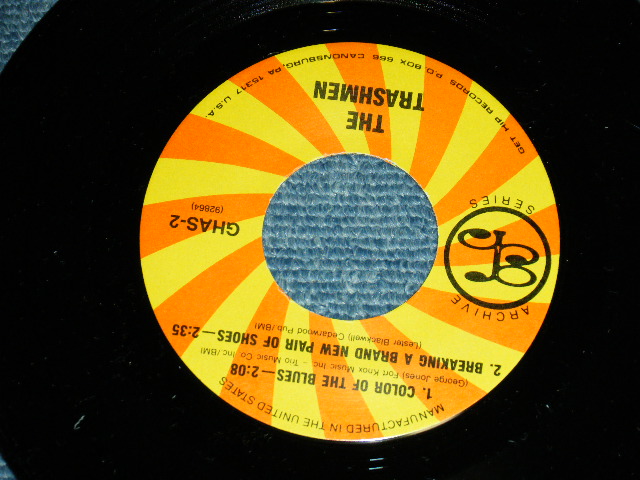 GET HIP RECORDS P.O. BOX 666 CANONSBURG, PA 15317 U.S.A.
THE
TRASHMEN
ARCHIVE
SERIES
GHAS-2
(92864)
1. COLOR OF THE BLUES—2:08
(George Jones) Fort Knox Music Inc. - Trio Music Co. Inc. /BMI)
2. BREAKING A BRAND NEW PAIR OF SHOES—2:35
(Lester Blackwell) Cedarwood Pub /BMI)
MANUFACTURED IN THE UNITED STATES